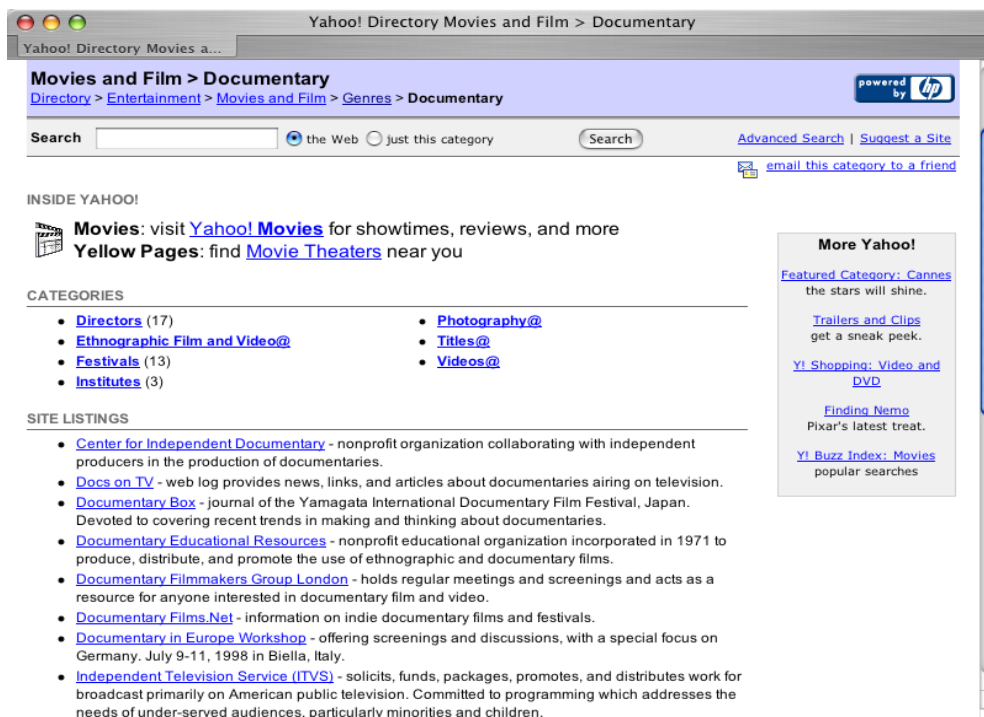 Yahoo! Directory Movies and Film > Documentary
Yahoo! Directory Movies a...
Movies and Film > Documentary
Directory > Entertainment > Movies and Film > Genres > Documentary
powered by hp
Search the Web just this category Search Advanced Search | Suggest a Site
email this category to a friend
INSIDE YAHOO!
Movies: visit Yahoo! Movies for showtimes, reviews, and more
Yellow Pages: find Movie Theaters near you
CATEGORIES
• Directors (17)
• Ethnographic Film and Video@
• Festivals (13)
• Institutes (3)
• Photography@
• Titles@
• Videos@
SITE LISTINGS
• Center for Independent Documentary - nonprofit organization collaborating with independent
producers in the production of documentaries.
• Docs on TV - web log provides news, links, and articles about documentaries airing on television.
• Documentary Box - journal of the Yamagata International Documentary Film Festival, Japan.
Devoted to covering recent trends in making and thinking about documentaries.
• Documentary Educational Resources - nonprofit educational organization incorporated in 1971 to
produce, distribute, and promote the use of ethnographic and documentary films.
• Documentary Filmmakers Group London - holds regular meetings and screenings and acts as a
resource for anyone interested in documentary film and video.
• Documentary Films.Net - information on indie documentary films and festivals.
• Documentary in Europe Workshop - offering screenings and discussions, with a special focus on
Germany. July 9-11, 1998 in Biella, Italy.
• Independent Television Service (ITVS) - solicits, funds, packages, promotes, and distributes work for
broadcast primarily on American public television. Committed to programming which addresses the
needs of under-served audiences, particularly minorities and children.
More Yahoo!
Featured Category: Cannes
the stars will shine.
Trailers and Clips
get a sneak peek.
Y! Shopping: Video and
DVD
Finding Nemo
Pixar's latest treat.
Y! Buzz Index: Movies
popular searches